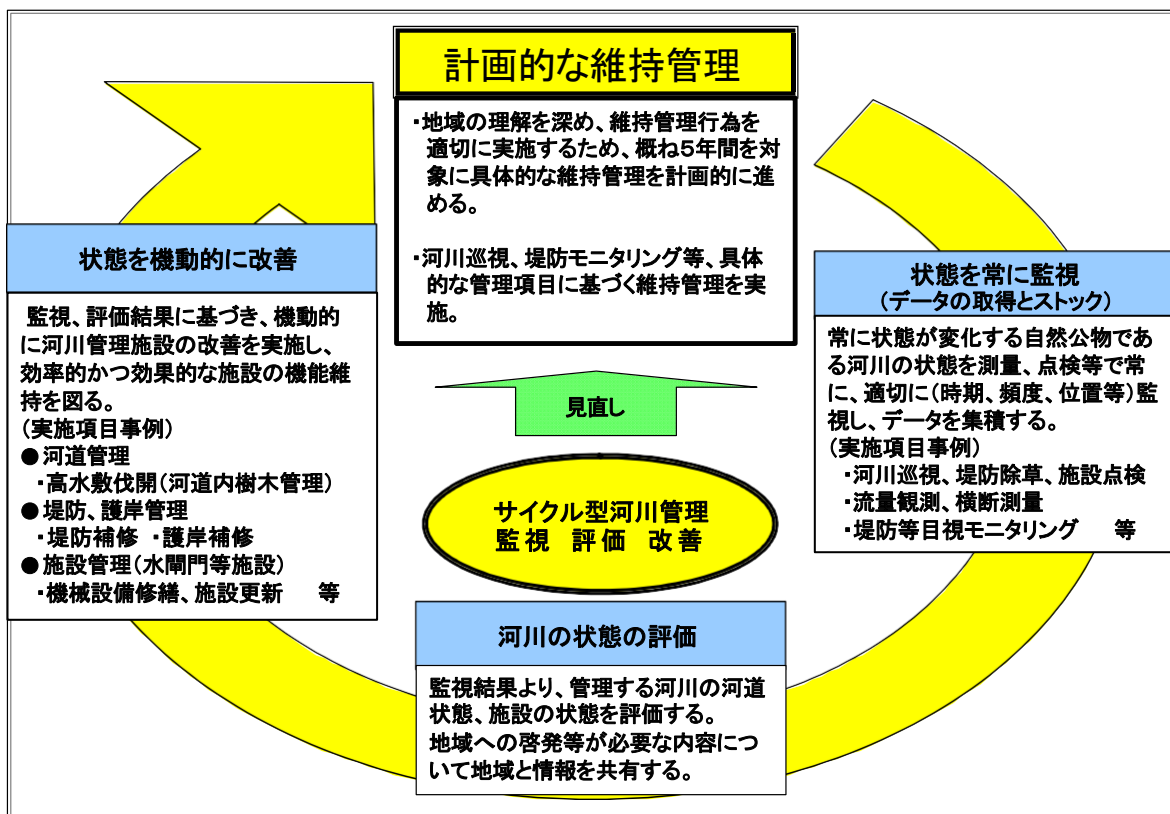 計画的な維持管理
・地域の理解を深め、維持管理行為を
適切に実施するため、概ね５年間を対
象に具体的な維持管理を計画的に進
める。
・河川巡視、堤防モニタリング等、具体
的な管理項目に基づく維持管理を実
施。
状態を常に監視
(データの取得とストック)
常に状態が変化する自然公物であ
る河川の状態を測量、点検等で常
に、適切に(時期、頻度、位置等)監
視し、データを集積する。
(実施項目事例)
・河川巡視、堤防除草、施設点検
・流量観測、横断測量
・堤防等目視モニタリング　等
河川の状態の評価
監視結果より、管理する河川の河道
状態、施設の状態を評価する。
地域への啓発等が必要な内容につ
いて地域と情報を共有する。
状態を機動的に改善
監視、評価結果に基づき、機動的
に河川管理施設の改善を実施し、
効率的かつ効果的な施設の機能維
持を図る。
(実施項目事例)
●河道管理
・高水敷伐開(河道内樹木管理)
●堤防、護岸管理
・堤防補修 ・護岸補修
●施設管理(水閘門等施設)
・機械設備修繕、施設更新　等
見直し
サイクル型河川管理
監視　評価　改善